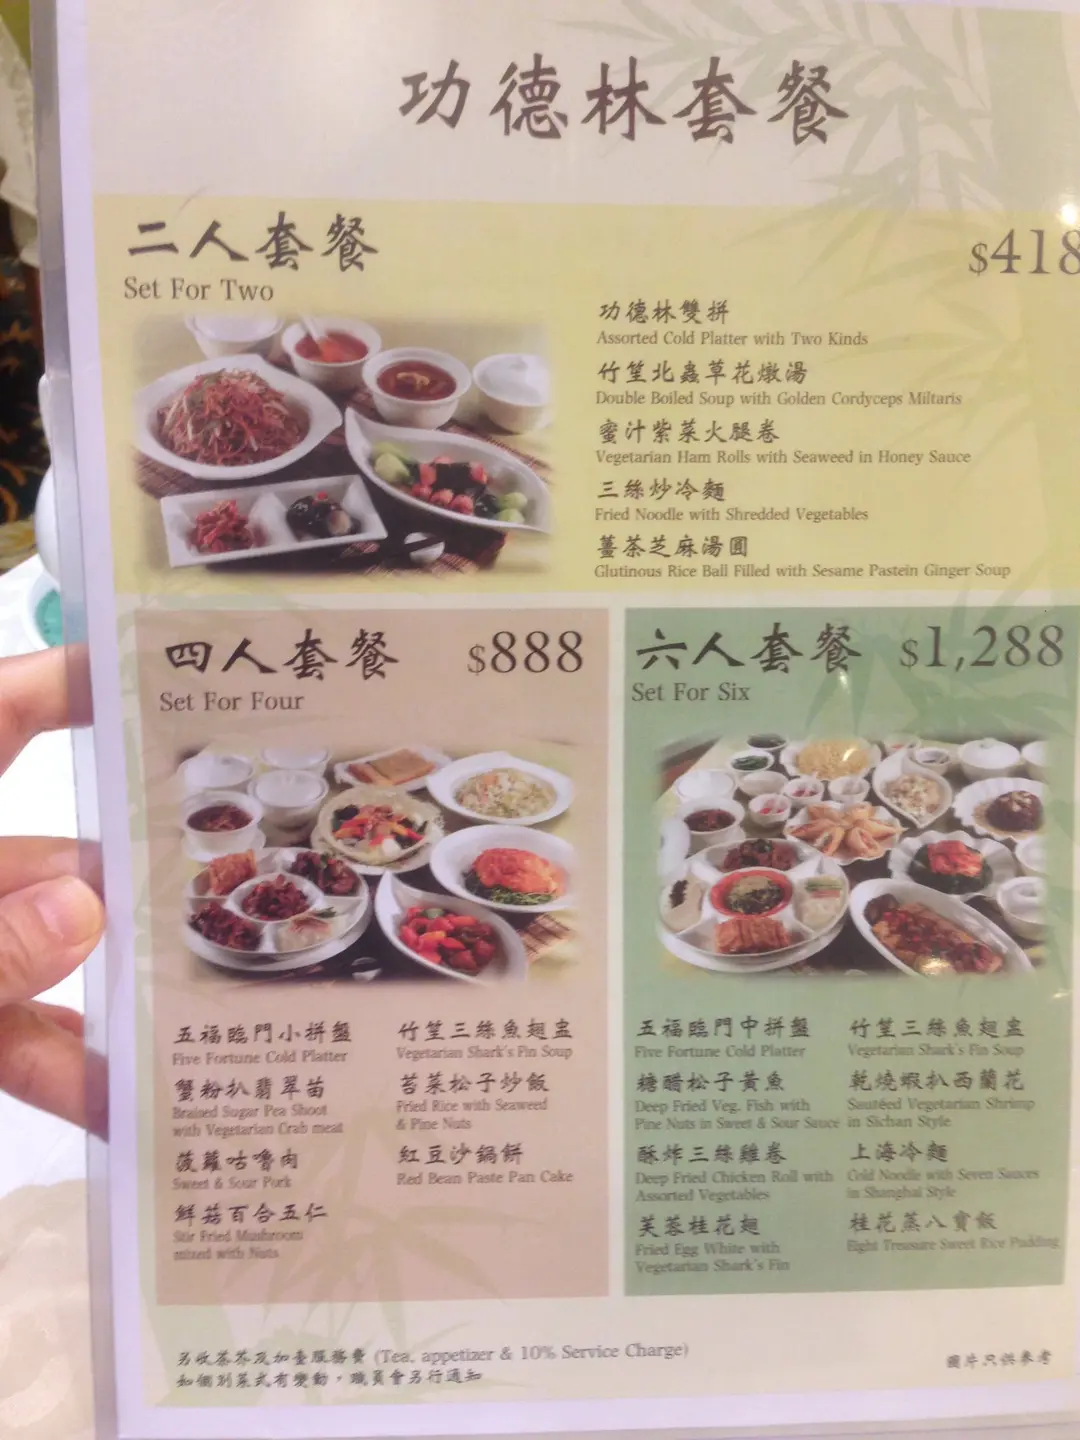 功德林套餐
二人套餐
$418
Set For Two
功德林雙拼
Assorted Cold Platter with Two Kinds
竹笙北蟲草花燉湯
Double Boiled Soup with Golden Cordyceps Miltaris
蜜汁紫菜火腿卷
Vegetarian Ham Rolls with Seaweed in Honey Sauce
三絲炒冷麵
Fried Noodle with Shredded Vegetables
薑茶芝麻湯圓
Glutinous Rice Ball Filled with Sesame Pastein Ginger Soup
四人套餐 $888
Set For Four
五福臨門小拼盤
Five Fortune Cold Platter
蟹粉扒翡翠苗
Braised Sugar Pea Shoot
with Vegetarian Crab meat
菠蘿咕嚕肉
Sweet & Sour Pork
鮮菇百合五仁
Stir Fried Mushroom
mixed with Nuts
竹笙三絲魚翅盅
Vegetarian Shark's Fin Soup
苔菜松子炒飯
Fried Rice with Seaweed
& Pine Nuts
紅豆沙鍋餅
Red Bean Paste Pan Cake
六人套餐 $1,288
Set For Six
五福臨門中拼盤
Five Fortune Cold Platter
糖醋松子黃魚
Deep Fried Veg. Fish with
Pine Nuts in Sweet & Sour Sauce
酥炸三絲雞卷
Deep Fried Chicken Roll with
Assorted Vegetables
芙蓉桂花翅
Fried Egg White with
Vegetarian Shark's Fin
竹笙三絲魚翅盅
Vegetarian Shark's Fin Soup
乾燒蝦扒西蘭花
Sautéed Vegetarian Shrimp
in Sichan Style
上海冷麵
Cold Noodle with Seven Sauces
in Shanghai Style
桂花蒸八寶飯
Eight Treasure Sweet Rice Pudding
另收茶芥及加壹服務費 (Tea, appetizer & 10% Service Charge)
如個別菜式有變動，職員會另行通知
圖片只供參考